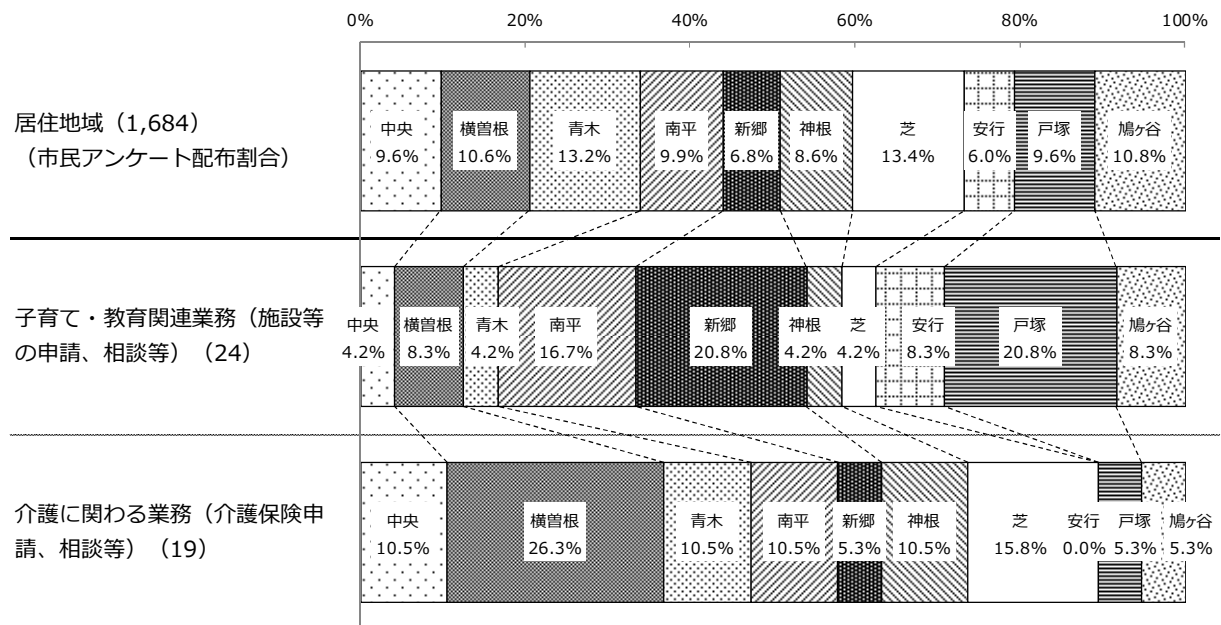 0% 20% 40% 60% 80% 100%
居住地域（1,684）
（市民アンケート配布割合）
中央 横曽根 青木 南平 新郷 神根 芝 安行 戸塚 鳩ヶ谷
9.6% 10.6% 13.2% 9.9% 6.8% 8.6% 13.4% 6.0% 9.6% 10.8%
子育て・教育関連業務（施設等
の申請、相談等）（24）
中央 横曽根 青木 南平 新郷 神根 芝 安行 戸塚 鳩ヶ谷
4.2% 8.3% 4.2% 16.7% 20.8% 4.2% 4.2% 8.3% 20.8% 8.3%
介護に関わる業務（介護保険申
請、相談等）（19）
中央 横曽根 青木 南平 新郷 神根 芝 安行 戸塚 鳩ヶ谷
10.5% 26.3% 10.5% 10.5% 5.3% 10.5% 15.8% 0.0% 5.3% 5.3%